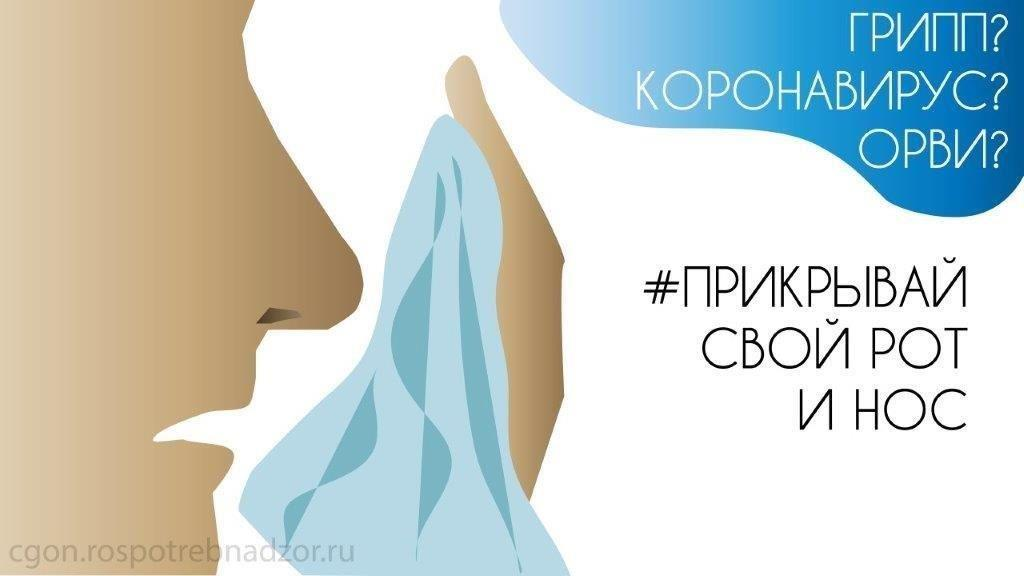 ГРИПП?
КОРОНАВИРУС?
ОРВИ?
#ПРИКРЫВАЙ
СВОЙ РОТ
И НОС
cgon.rospotrebnadzor.ru